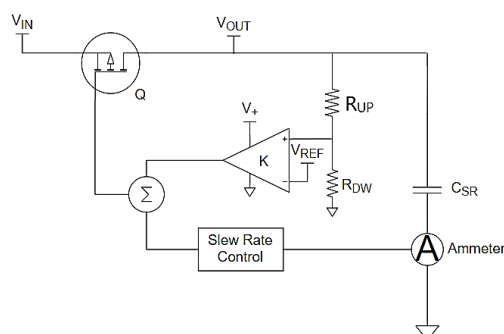 VIN
VOUT
Q
V+
RUP
K
+
VREF
−
RDW
CSR
Σ
Slew Rate
Control
A
Ammeter